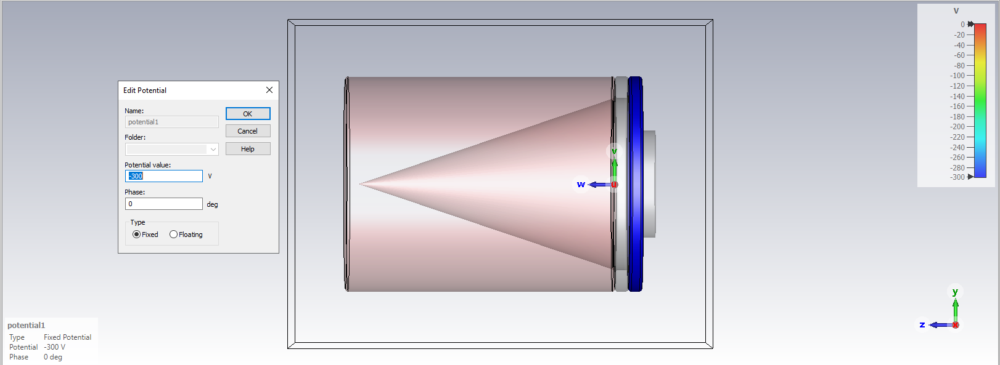 Edit Potential
Name:
potential1
OK
Cancel
Folder:
Help
Potential value:
-300 V
Phase:
0 deg
Type
Fixed Floating
v
w
u
V
0
-20
-40
-60
-80
-100
-120
-140
-160
-180
-200
-220
-240
-260
-280
-300
y
z
x
potential1
Type Fixed Potential
Potential -300 V
Phase 0 deg